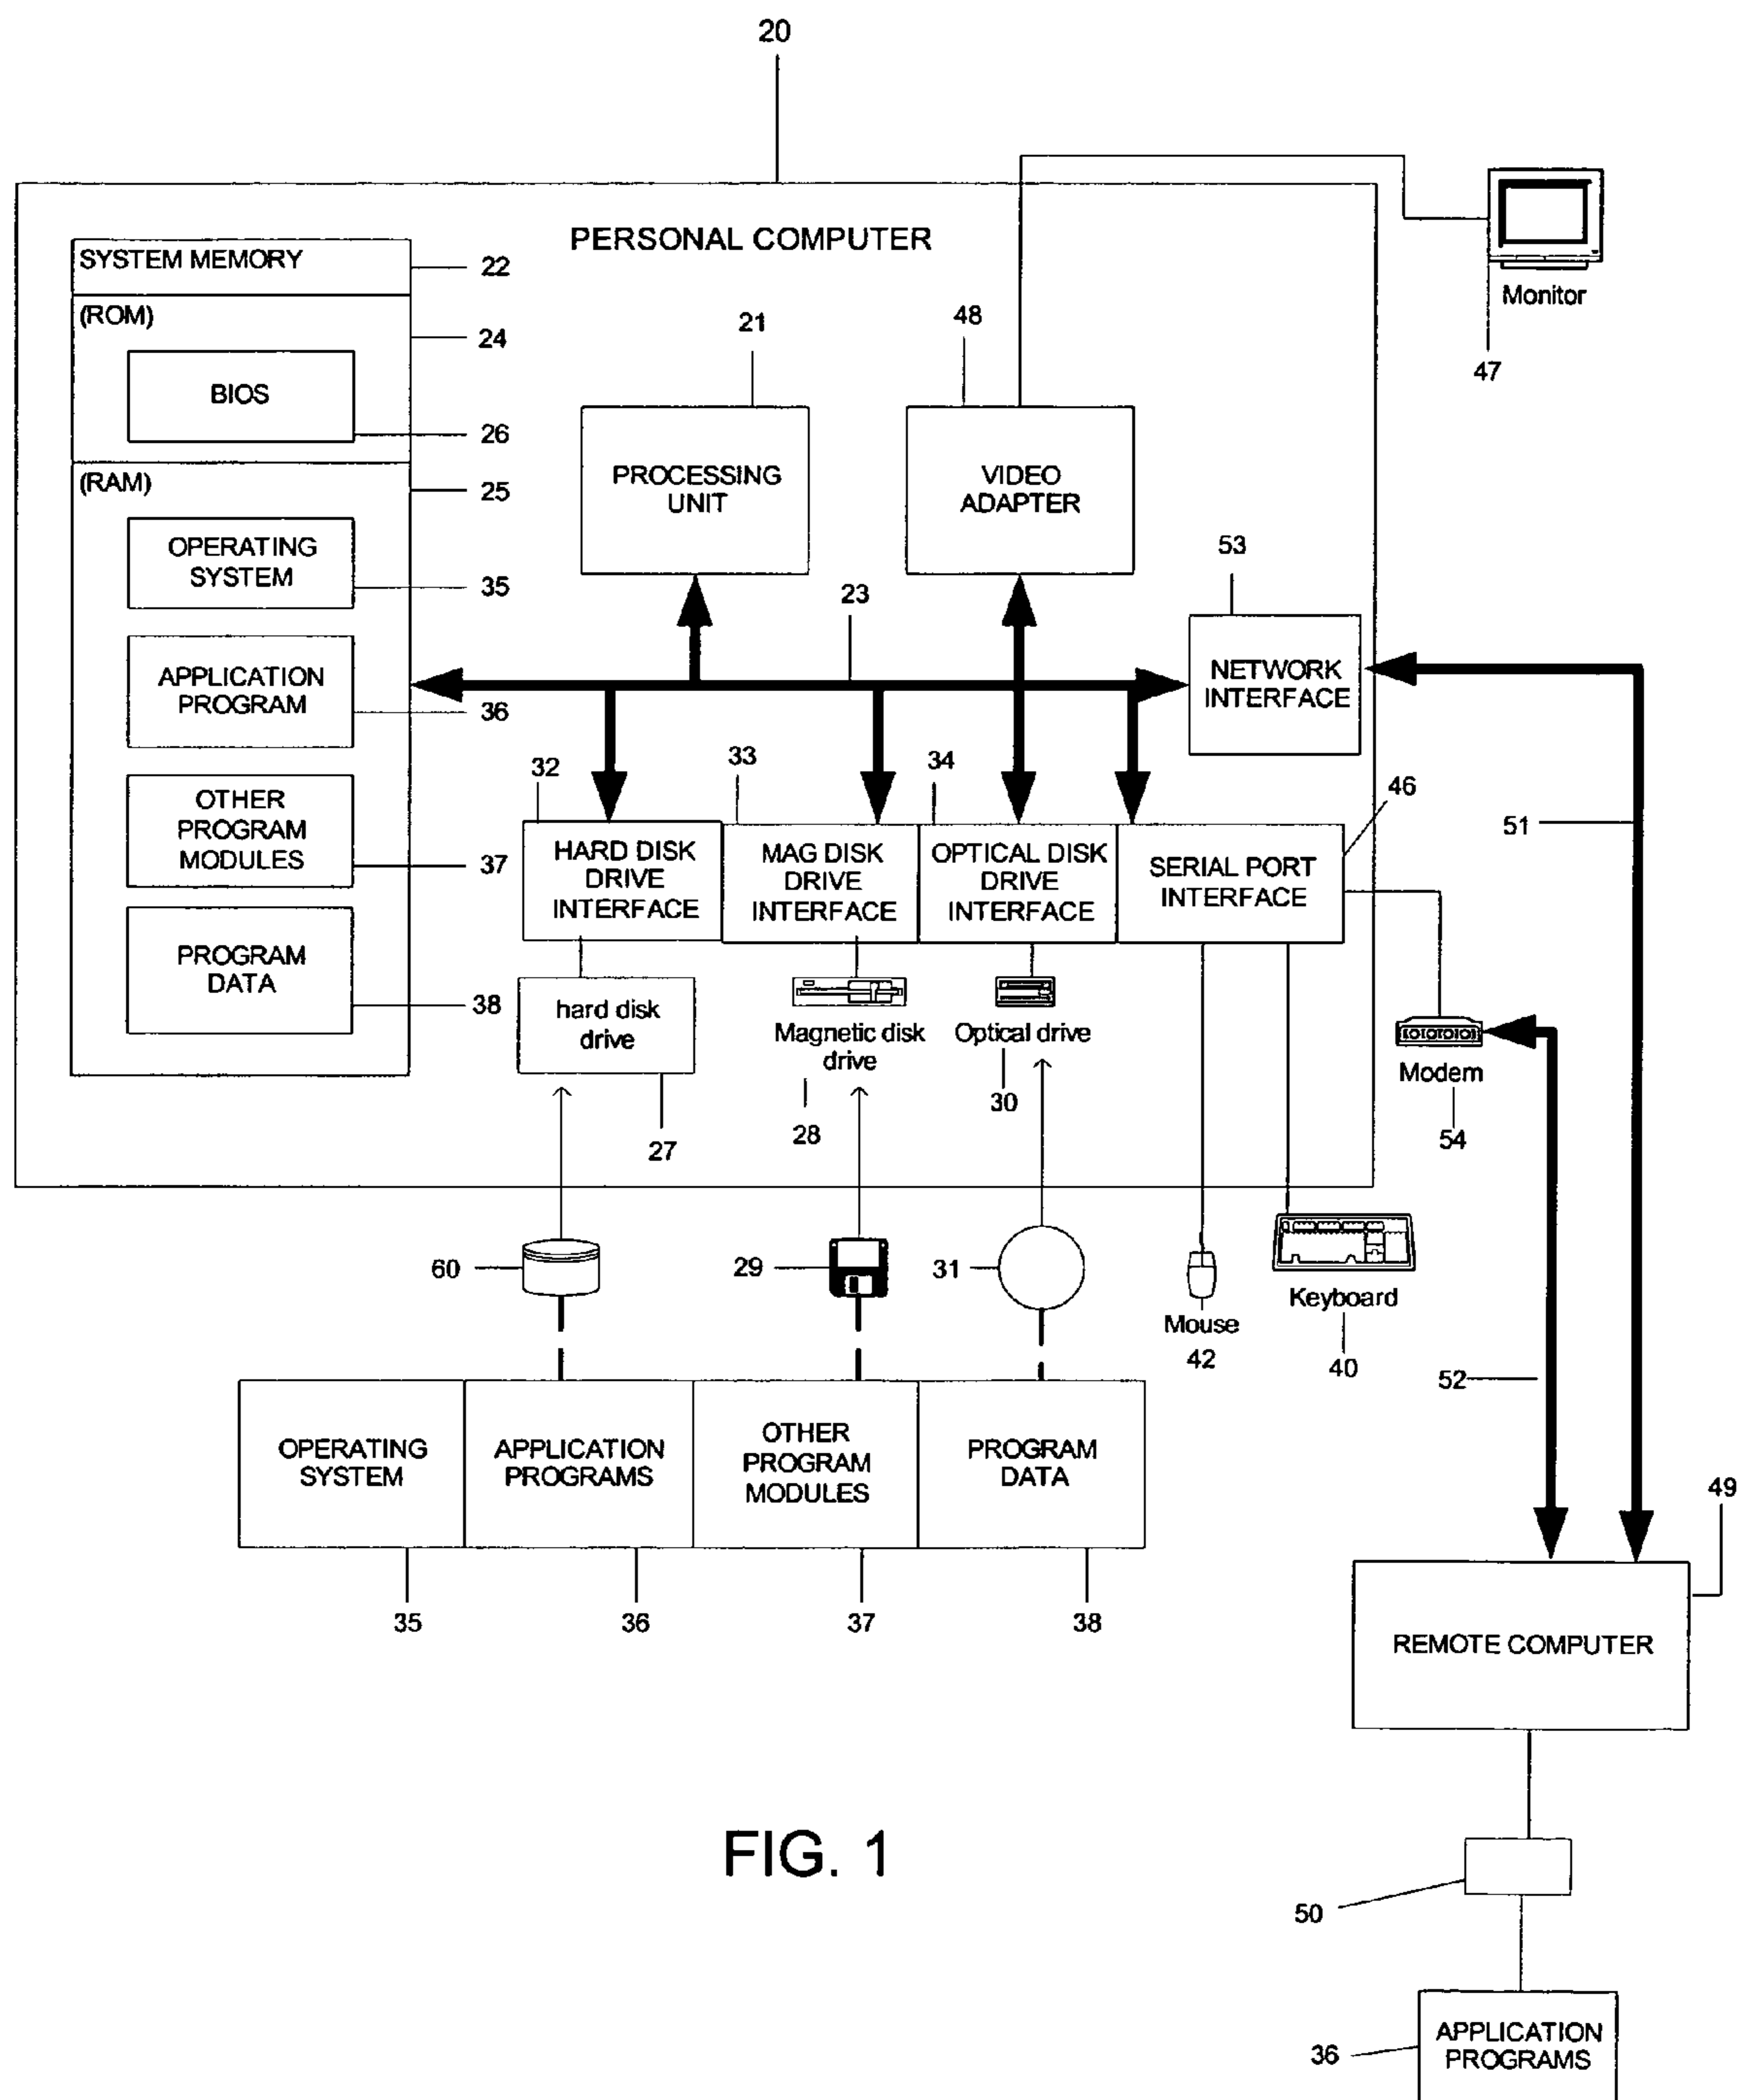 20
PERSONAL COMPUTER
SYSTEM MEMORY
22
(ROM)
24
BIOS
26
(RAM)
25
OPERATING
SYSTEM
35
APPLICATION
PROGRAM
36
OTHER
PROGRAM
MODULES
37
PROGRAM
DATA
38
21
PROCESSING
UNIT
48
VIDEO
ADAPTER
Monitor
47
23
53
NETWORK
INTERFACE
32
HARD DISK
DRIVE
INTERFACE
33
MAG DISK
DRIVE
INTERFACE
34
OPTICAL DISK
DRIVE
INTERFACE
46
SERIAL PORT
INTERFACE
51
hard disk
drive
27
Magnetic disk
drive
28
Optical drive
30
Modem
54
60
29
31
Mouse
42
Keyboard
40
52
OPERATING
SYSTEM
35
APPLICATION
PROGRAMS
36
OTHER
PROGRAM
MODULES
37
PROGRAM
DATA
38
49
REMOTE COMPUTER
50
36
APPLICATION
PROGRAMS
FIG. 1